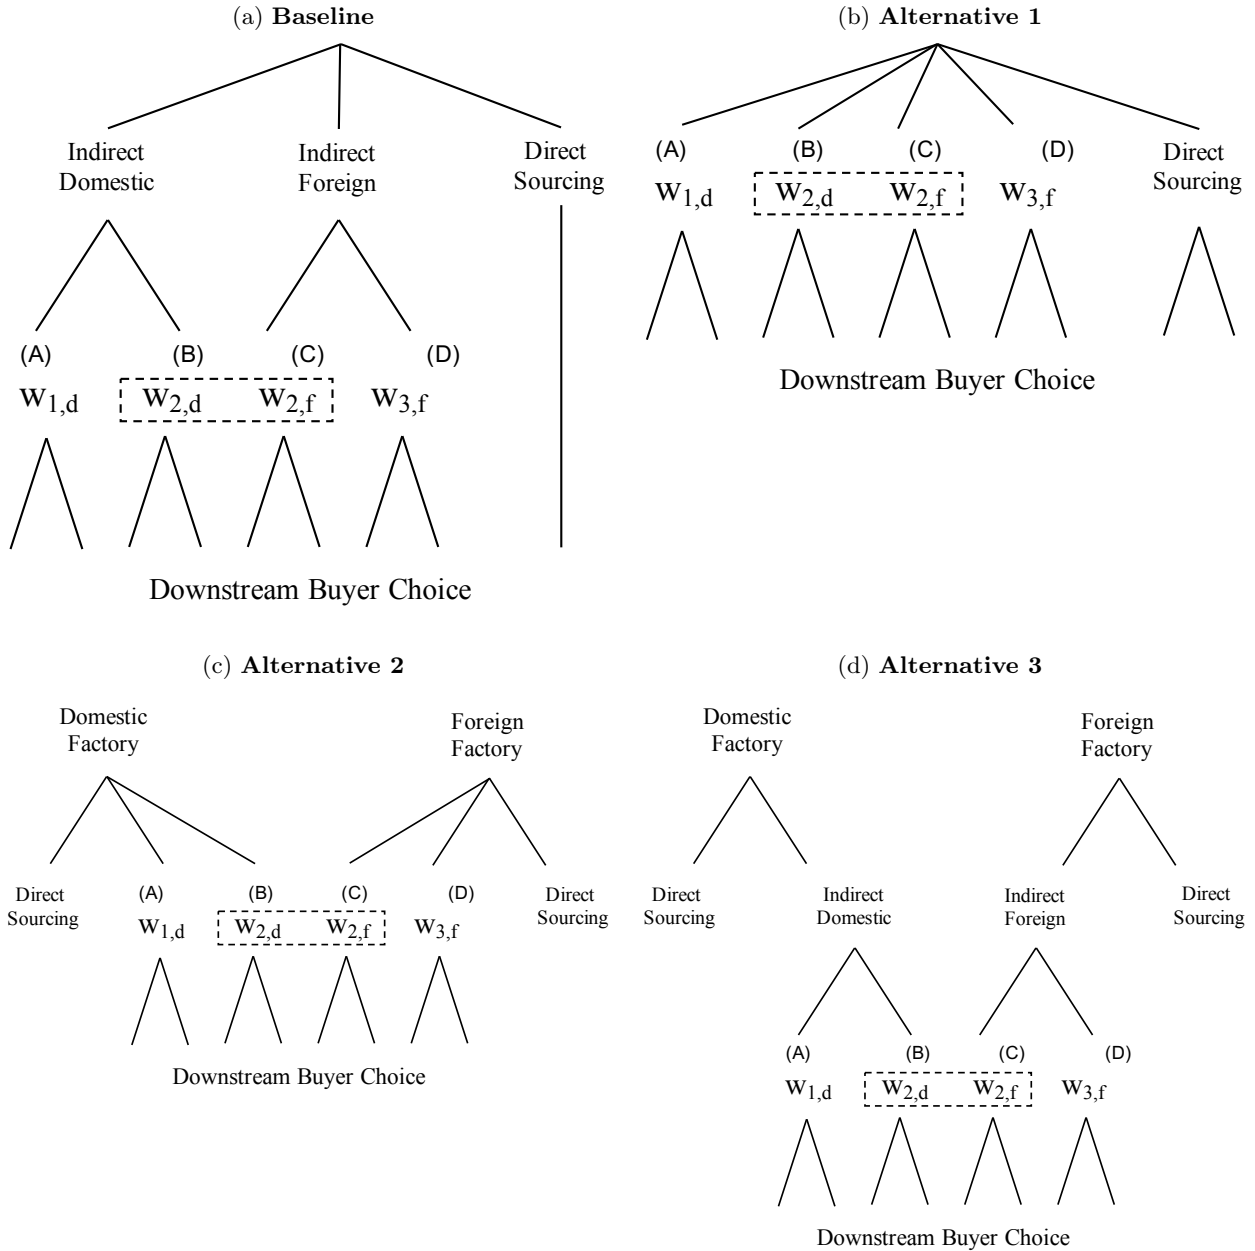 (a) Baseline
Indirect
Domestic
Indirect
Foreign
Direct
Sourcing
(A) (B) (C) (D)
w1,d w2,d w2,f w3,f
Downstream Buyer Choice
(b) Alternative 1
(A) (B) (C) (D)
w1,d w2,d w2,f w3,f
Direct
Sourcing
Downstream Buyer Choice
(c) Alternative 2
Domestic
Factory
Foreign
Factory
Direct
Sourcing
(A) (B) (C) (D)
w1,d w2,d w2,f w3,f
Direct
Sourcing
Downstream Buyer Choice
(d) Alternative 3
Domestic
Factory
Foreign
Factory
Direct
Sourcing
Indirect
Domestic
Indirect
Foreign
Direct
Sourcing
(A) (B) (C) (D)
w1,d w2,d w2,f w3,f
Downstream Buyer Choice